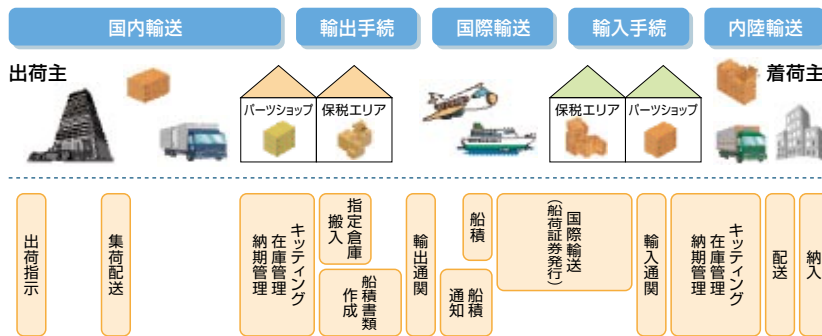 国内輸送
輸出手続
国際輸送
輸入手続
内陸輸送
出荷主
着荷主
パーツショップ
保税エリア
保税エリア
パーツショップ
出荷指示
集荷配送
キッティング
在庫管理
納期管理
指定倉庫
搬入
船積書類
作成
輸出通関
船積
船積
通知
国際輸送
(船荷証券発行)
輸入通関
キッティング
在庫管理
納期管理
配送
納入